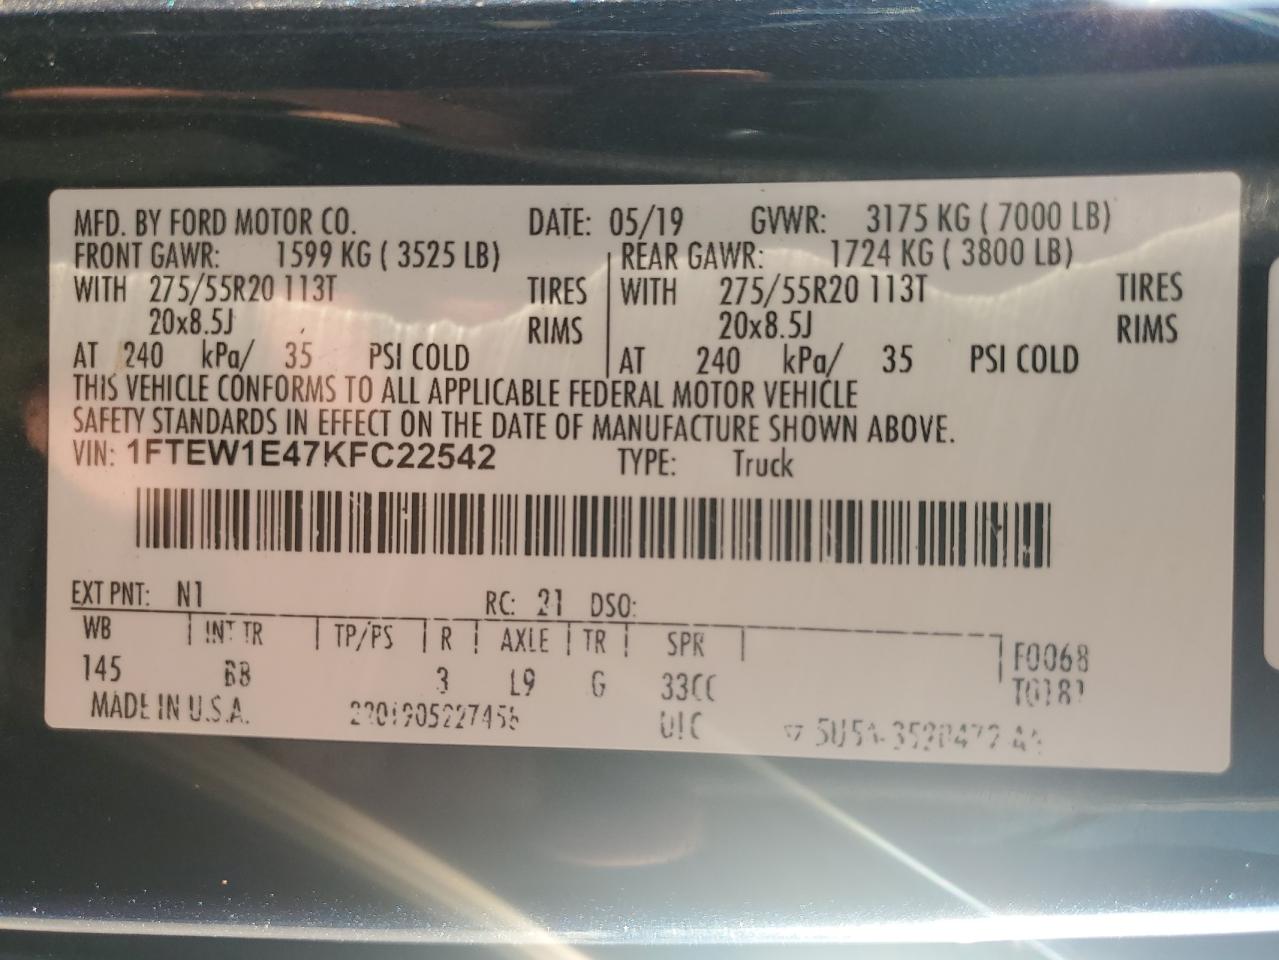 MFD. BY FORD MOTOR CO. DATE: 05/19 GVWR: 3175 KG ( 7000 LB)
FRONT GAWR: 1599 KG ( 3525 LB) REAR GAWR: 1724 KG ( 3800 LB)
WITH 275/55R20 113T TIRES WITH 275/55R20 113T TIRES
20x8.5J RIMS 20x8.5J RIMS
AT 240 kPa/ 35 PSI COLD AT 240 kPa/ 35 PSI COLD
THIS VEHICLE CONFORMS TO ALL APPLICABLE FEDERAL MOTOR VEHICLE
SAFETY STANDARDS IN EFFECT ON THE DATE OF MANUFACTURE SHOWN ABOVE.
VIN: 1FTEW1E47KFC22542 TYPE: Truck
EXT PNT: N1 RC: 21 DSO:
WB INT TR TP/PS R AXLE TR SPR F0068
145 3 L9 G 33CC
MADE IN U.S.A.